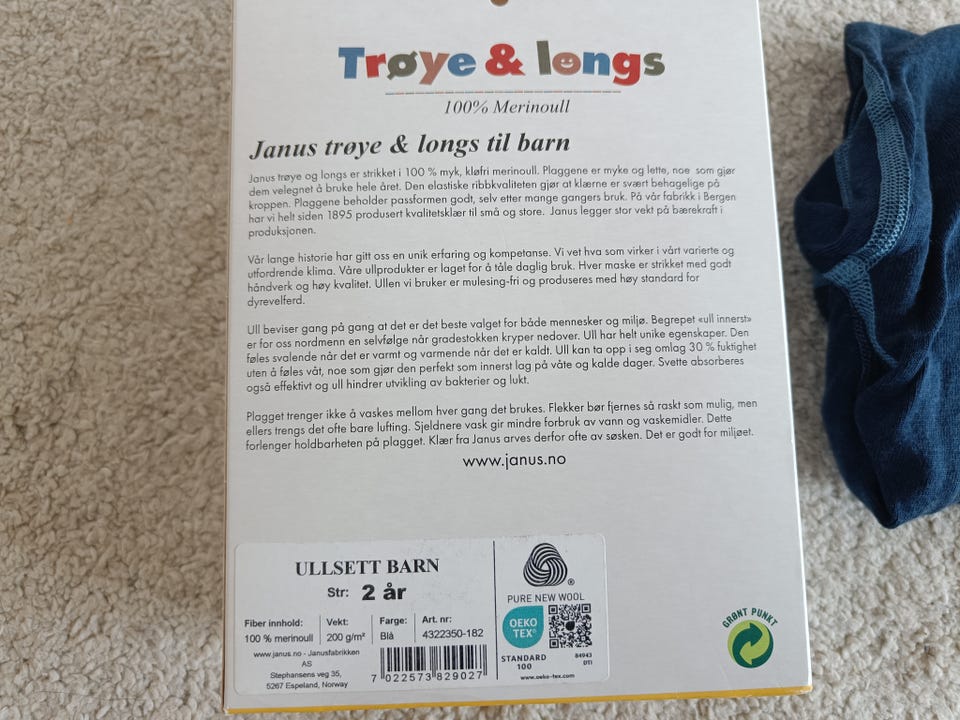 Trøye & longs
100% Merinoull
Janus trøye & longs til barn
Janus trøye og longs er strikket i 100 % myk, kløfri merinoull. Plaggene er myke og lette, noe som gjør
dem velegnet å bruke hele året. Den elastiske ribbkvaliteten gjør at klærne er svært behagelige på
kroppen. Plaggene beholder passformen godt, selv etter mange gangers bruk. På vår fabrikk i Bergen
har vi helt siden 1895 produsert kvalitetsklær til små og store. Janus legger stor vekt på bærekraft i
produksjonen.
Vår lange historie har gitt oss en unik erfaring og kompetanse. Vi vet hva som virker i vårt varierte og
utfordrende klima. Våre ullprodukter er laget for å tåle daglig bruk. Hver maske er strikket med godt
håndverk og høy kvalitet. Ullen vi bruker er mulesing-fri og produseres med høy standard for
dyrevelferd.
Ull beviser gang på gang at det er det beste valget for både mennesker og miljø. Begrepet «ull innerst»
er for oss nordmenn en selvfølge når gradestokken kryper nedover. Ull har helt unike egenskaper. Den
føles svalende når det er varmt og varmende når det er kaldt. Ull kan ta opp i seg omlag 30 % fuktighet
uten å føles våt, noe som gjør den perfekt som innerst lag på våte og kalde dager. Svette absorberes
også effektivt og ull hindrer utvikling av bakterier og lukt.
Plagget trenger ikke å vaskes mellom hver gang det brukes. Flekker bør fjernes så raskt som mulig, men
ellers trengs det ofte bare lufting. Sjeldnere vask gir mindre forbruk av vann og vaskemidler. Dette
forlenger holdbarheten på plagget. Klær fra Janus arves derfor ofte av søsken. Det er godt for miljøet.
www.janus.no
ULLSETT BARN
Str: 2 år
Fiber innhold: Vekt: Farge: Art. nr:
100 % merinoull 200 g/m² Blå 4322350-182
www.janus.no - Janusfabrikken
AS
Stephansens veg 35,
5267 Espeland, Norway
7 022573 829027
®
PURE NEW WOOL
OEKO
TEX®
STANDARD
100
84943
DTI
www.oeko-tex.com
GRØNT PUNKT